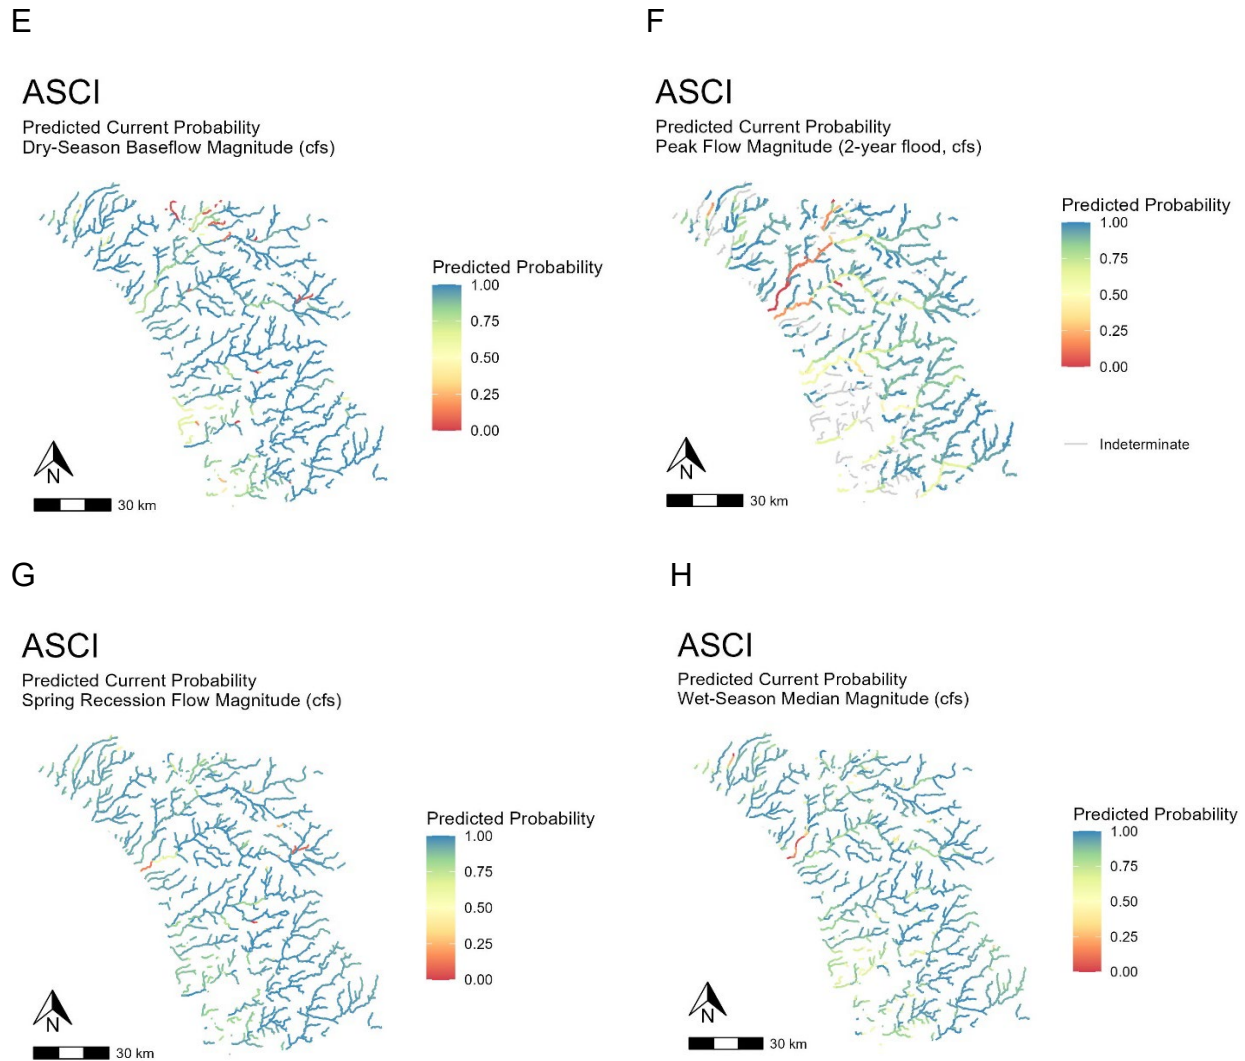 E
ASCI
Predicted Current Probability
Dry-Season Baseflow Magnitude (cfs)
Predicted Probability
1.00
0.75
0.50
0.25
0.00
N
30 km
F
ASCI
Predicted Current Probability
Peak Flow Magnitude (2-year flood, cfs)
Predicted Probability
1.00
0.75
0.50
0.25
0.00
Indeterminate
N
30 km
G
ASCI
Predicted Current Probability
Spring Recession Flow Magnitude (cfs)
Predicted Probability
1.00
0.75
0.50
0.25
0.00
N
30 km
H
ASCI
Predicted Current Probability
Wet-Season Median Magnitude (cfs)
Predicted Probability
1.00
0.75
0.50
0.25
0.00
N
30 km